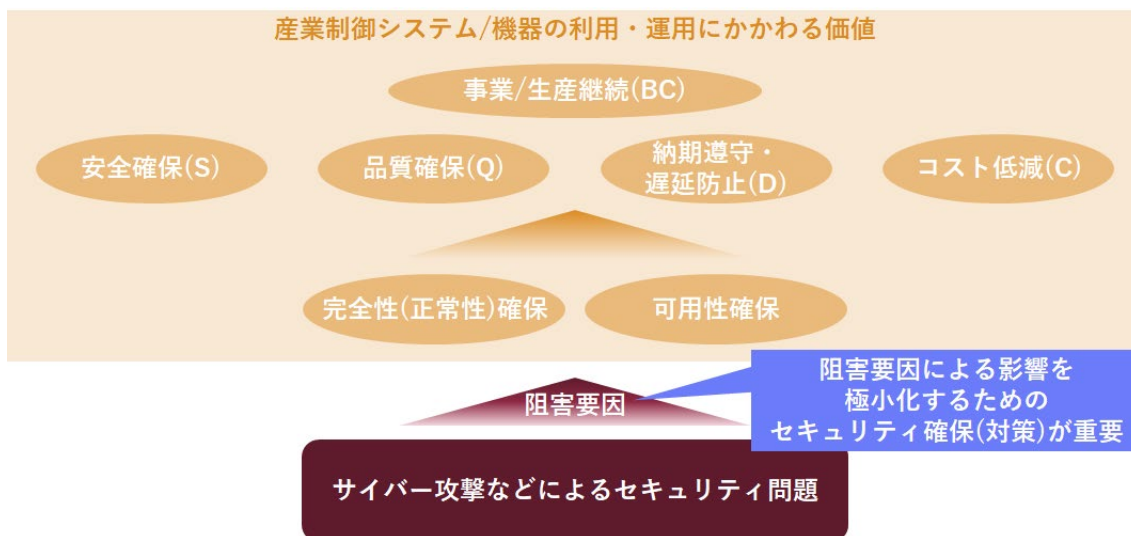 産業制御システム/機器の利用・運用にかかわる価値
事業/生産継続(BC)
安全確保(S)
品質確保(Q)
納期遵守・
遅延防止(D)
コスト低減(C)
完全性(正常性)確保
可用性確保
阻害要因
阻害要因による影響を
極小化するための
セキュリティ確保(対策)が重要
サイバー攻撃などによるセキュリティ問題